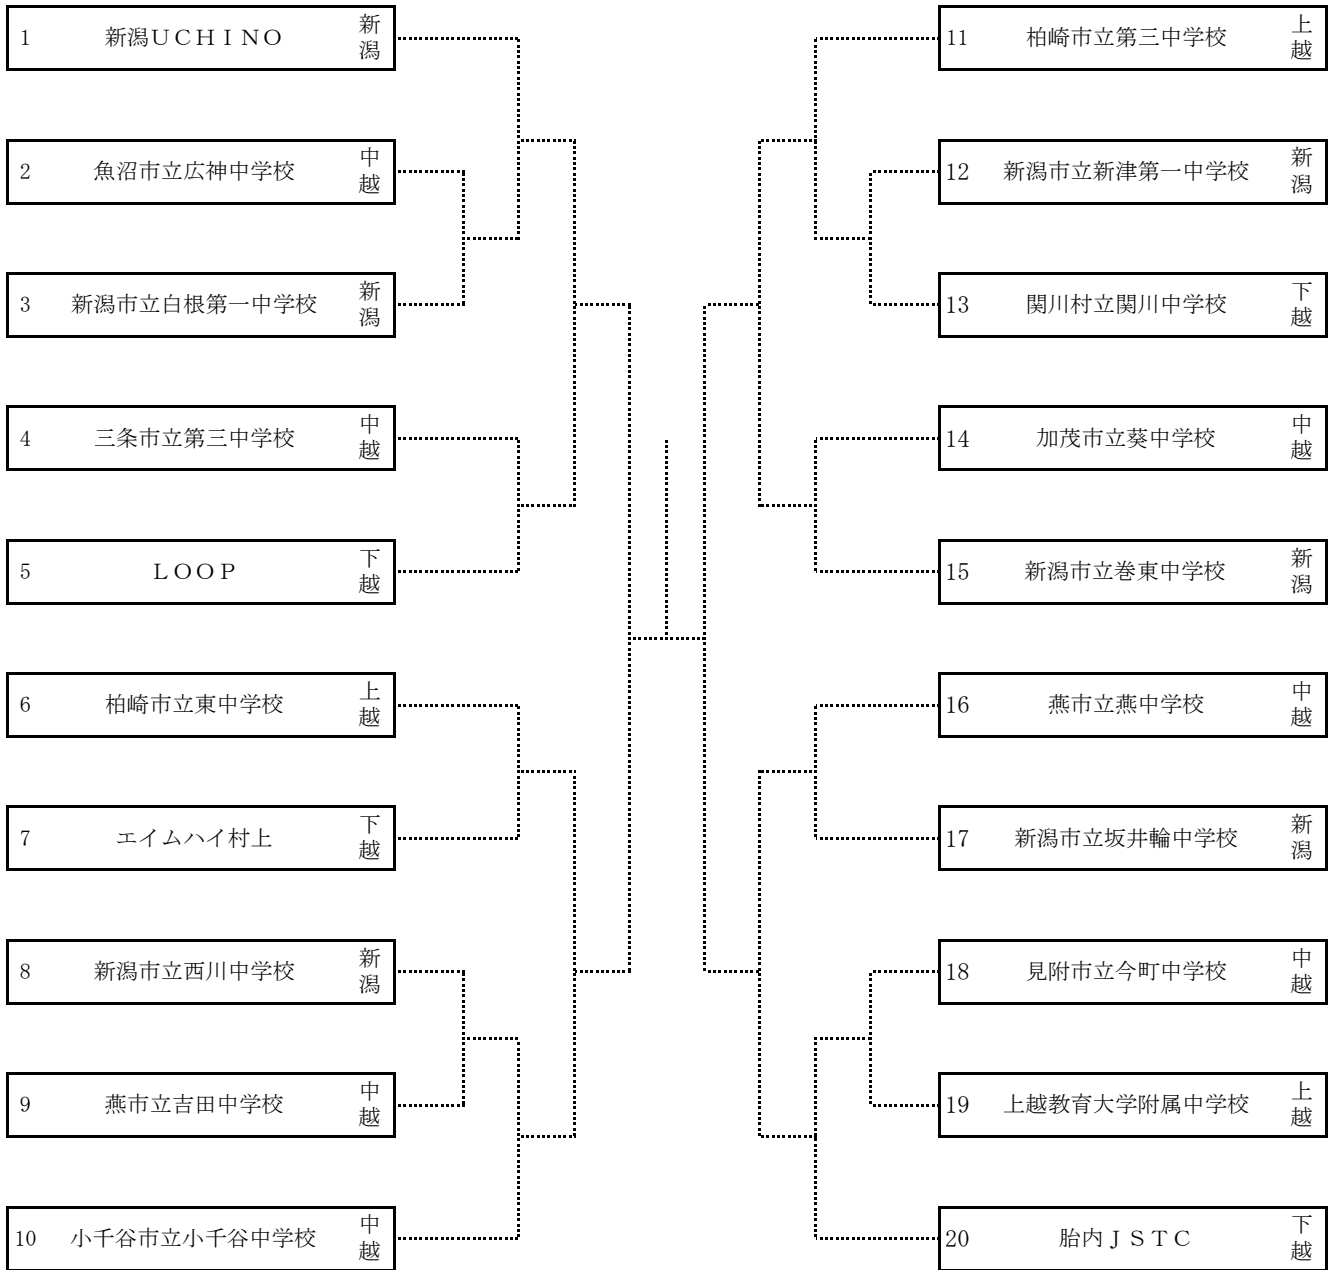 1 新潟ＵＣＨＩＮＯ 新潟
2 魚沼市立広神中学校 中越
3 新潟市立白根第一中学校 新潟
4 三条市立第三中学校 中越
5 ＬＯＯＰ 下越
6 柏崎市立東中学校 上越
7 エイムハイ村上 下越
8 新潟市立西川中学校 新潟
9 燕市立吉田中学校 中越
10 小千谷市立小千谷中学校 中越
11 柏崎市立第三中学校 上越
12 新潟市立新津第一中学校 新潟
13 関川村立関川中学校 下越
14 加茂市立葵中学校 中越
15 新潟市立巻東中学校 新潟
16 燕市立燕中学校 中越
17 新潟市立坂井輪中学校 新潟
18 見附市立今町中学校 中越
19 上越教育大学附属中学校 上越
20 胎内ＪＳＴＣ 下越